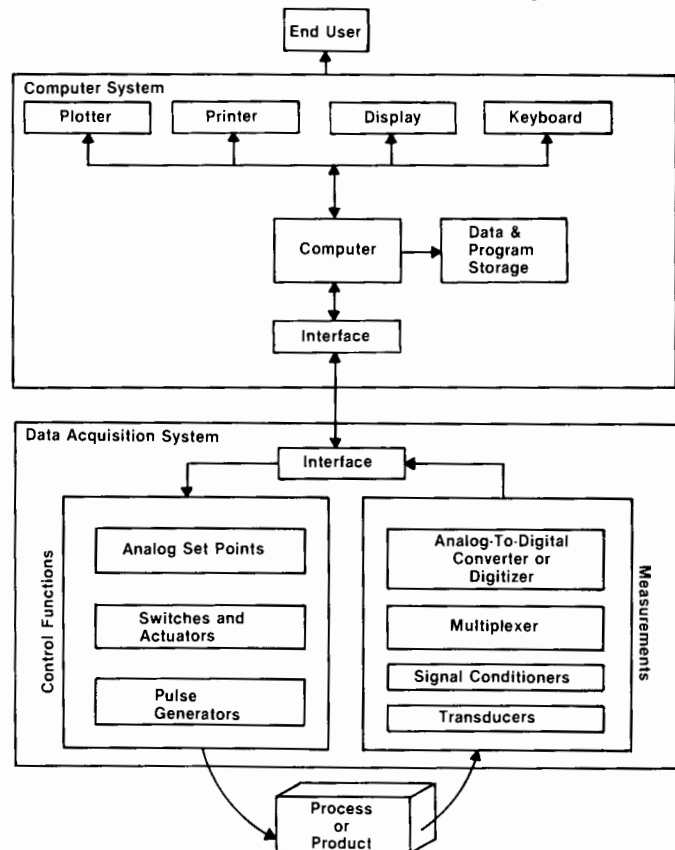 End User
Computer System
Plotter
Printer
Display
Keyboard
Computer
Data &
Program
Storage
Interface
Data Acquisition System
Interface
Control Functions
Analog Set Points
Switches and
Actuators
Pulse
Generators
Analog-To-Digital
Converter or
Digitizer
Multiplexer
Signal Conditioners
Transducers
Measurements
Process
or
Product